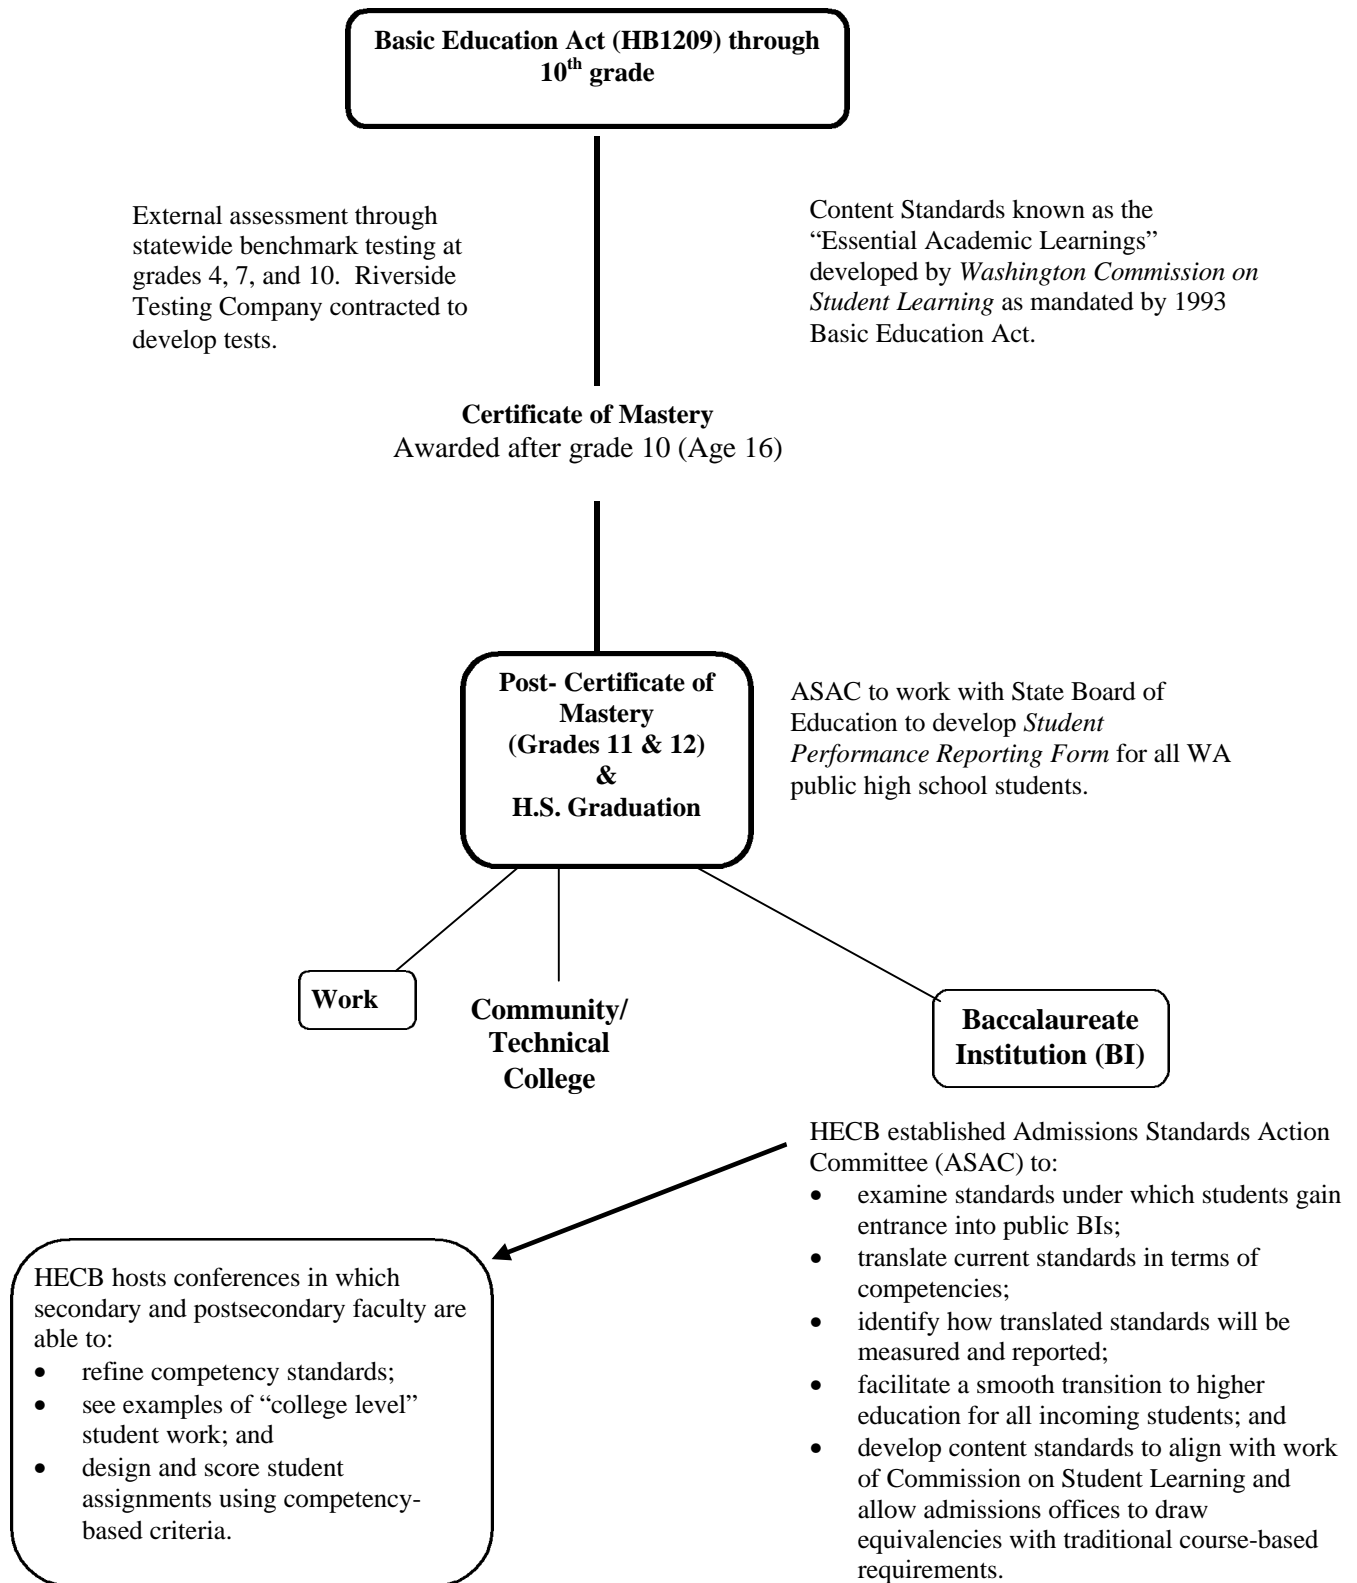 Basic Education Act (HB1209) through
10th grade
External assessment through
statewide benchmark testing at
grades 4, 7, and 10. Riverside
Testing Company contracted to
develop tests.
Content Standards known as the
“Essential Academic Learnings”
developed by Washington Commission on
Student Learning as mandated by 1993
Basic Education Act.
Certificate of Mastery
Awarded after grade 10 (Age 16)
Post- Certificate of
Mastery
(Grades 11 & 12)
&
H.S. Graduation
ASAC to work with State Board of
Education to develop Student
Performance Reporting Form for all WA
public high school students.
Work
Community/
Technical
College
Baccalaureate
Institution (BI)
HECB established Admissions Standards Action
Committee (ASAC) to:
• examine standards under which students gain
entrance into public BIs;
• translate current standards in terms of
competencies;
• identify how translated standards will be
measured and reported;
• facilitate a smooth transition to higher
education for all incoming students; and
• develop content standards to align with work
of Commission on Student Learning and
allow admissions offices to draw
equivalencies with traditional course-based
requirements.
HECB hosts conferences in which
secondary and postsecondary faculty are
able to:
• refine competency standards;
• see examples of “college level”
student work; and
• design and score student
assignments using competency-
based criteria.